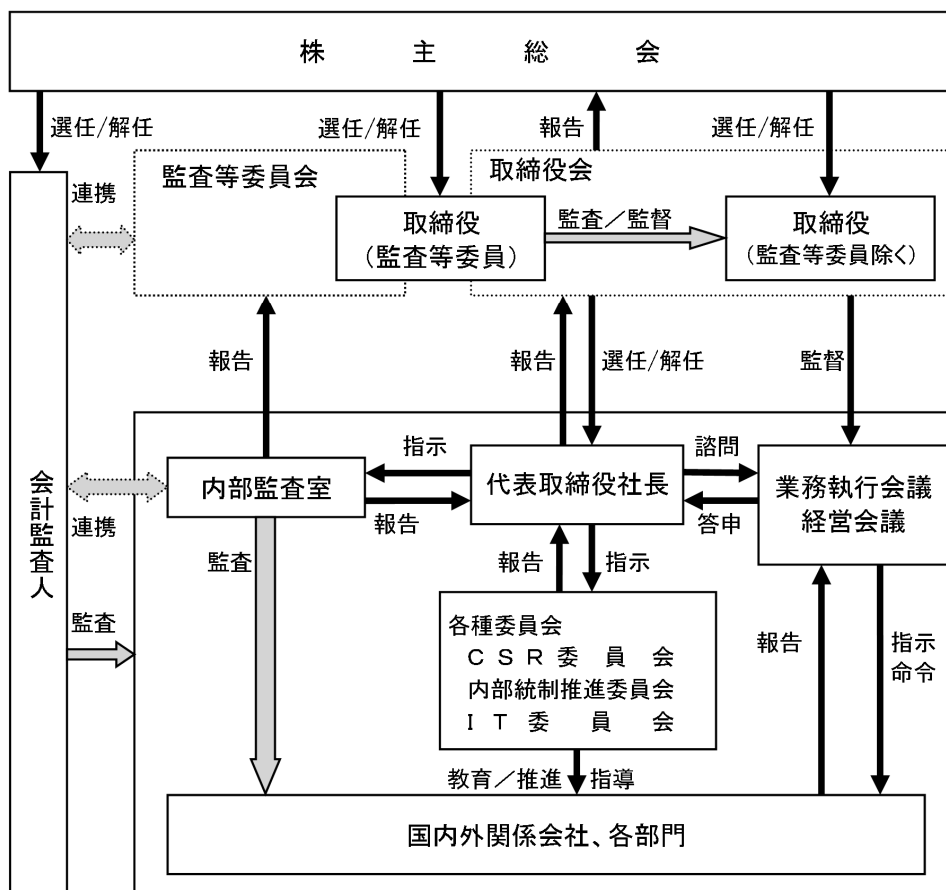 株主総会
選任/解任
選任/解任
報告
選任/解任
監査等委員会
取締役会
連携
取締役
(監査等委員)
監査／監督
取締役
(監査等委員除く)
報告
報告
選任/解任
監督
会計監査人
指示
諮問
内部監査室
代表取締役社長
業務執行会議
経営会議
連携
報告
答申
監査
報告
指示
監査
各種委員会
ＣＳＲ委員会
内部統制推進委員会
ＩＴ委員会
報告
指示
命令
教育／推進
指導
国内外関係会社、各部門